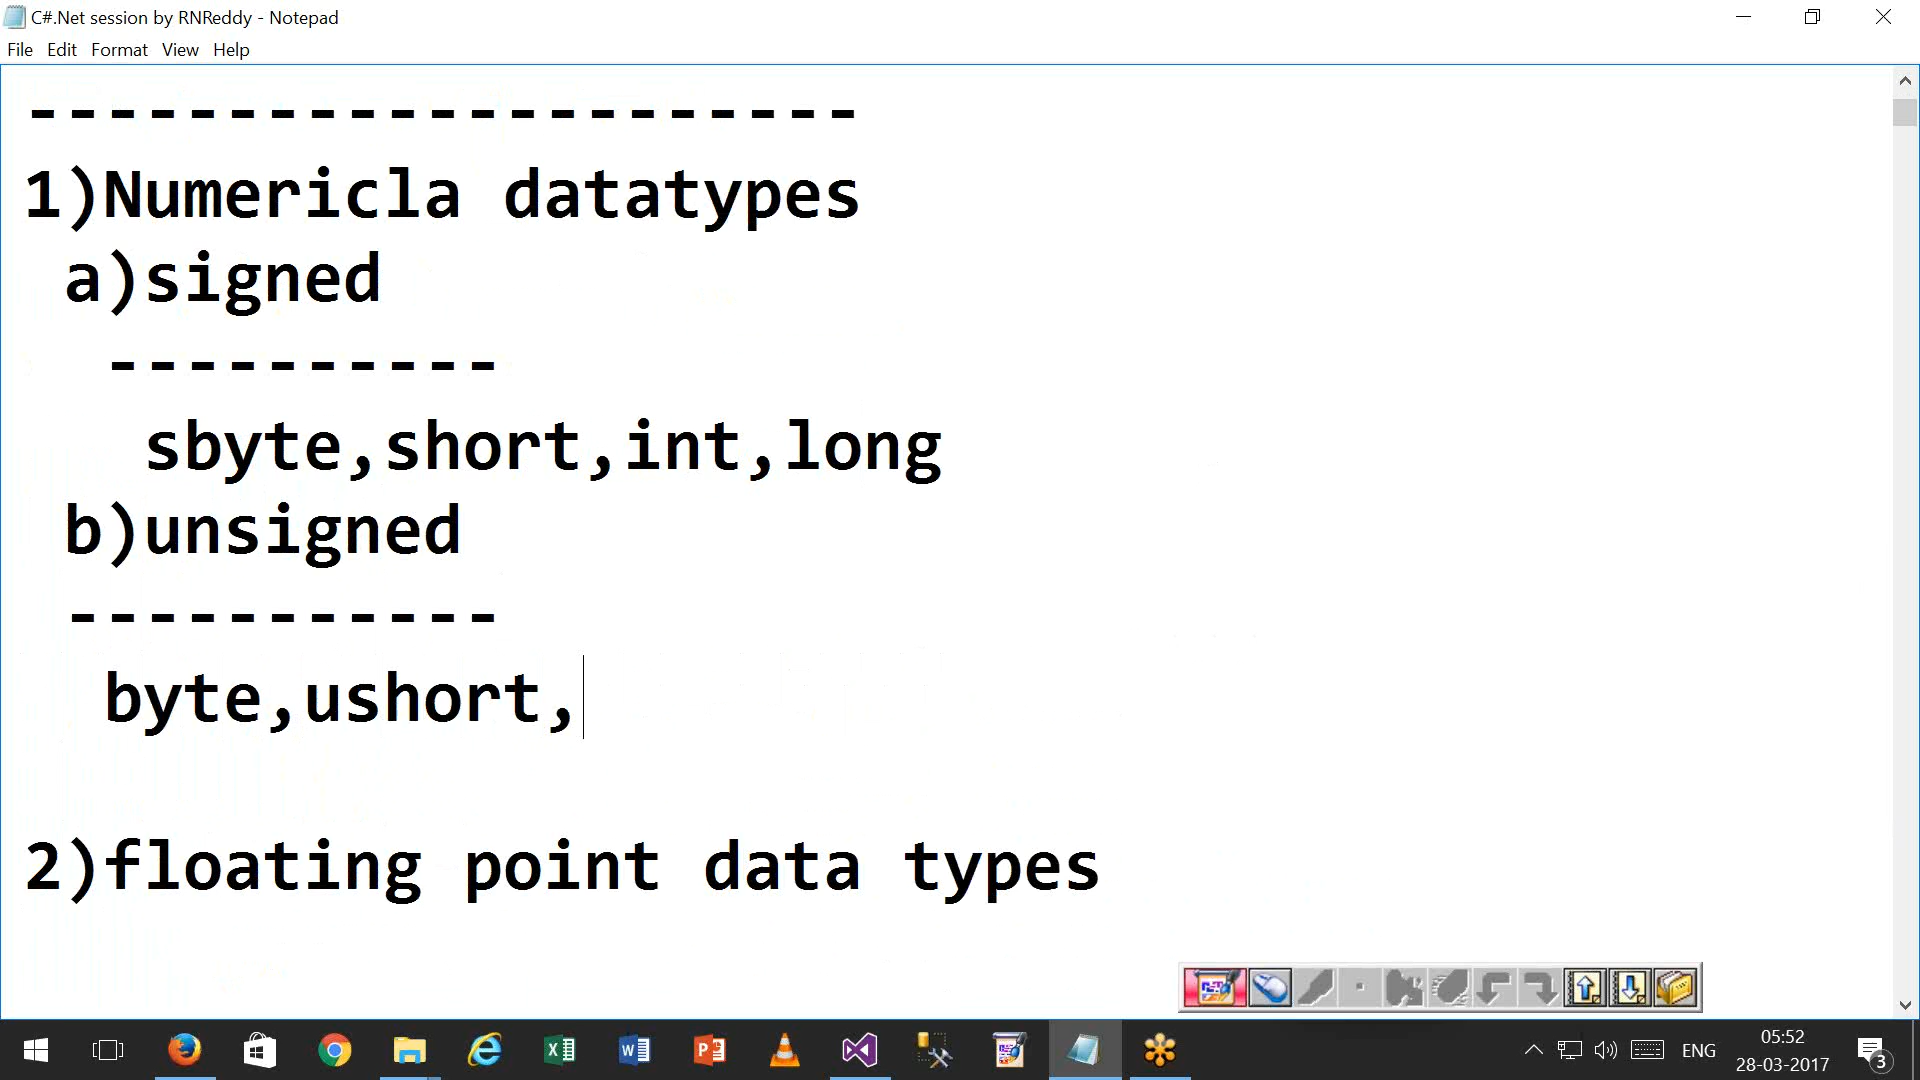 C#.Net session by RNReddy - Notepad
File Edit Format View Help
-----------------------
1)Numericla datatypes
a)signed
----------
sbyte,short,int,long
b)unsigned
-----------
byte,ushort,
2)floating point data types
ENG
05:52
28-03-2017
3